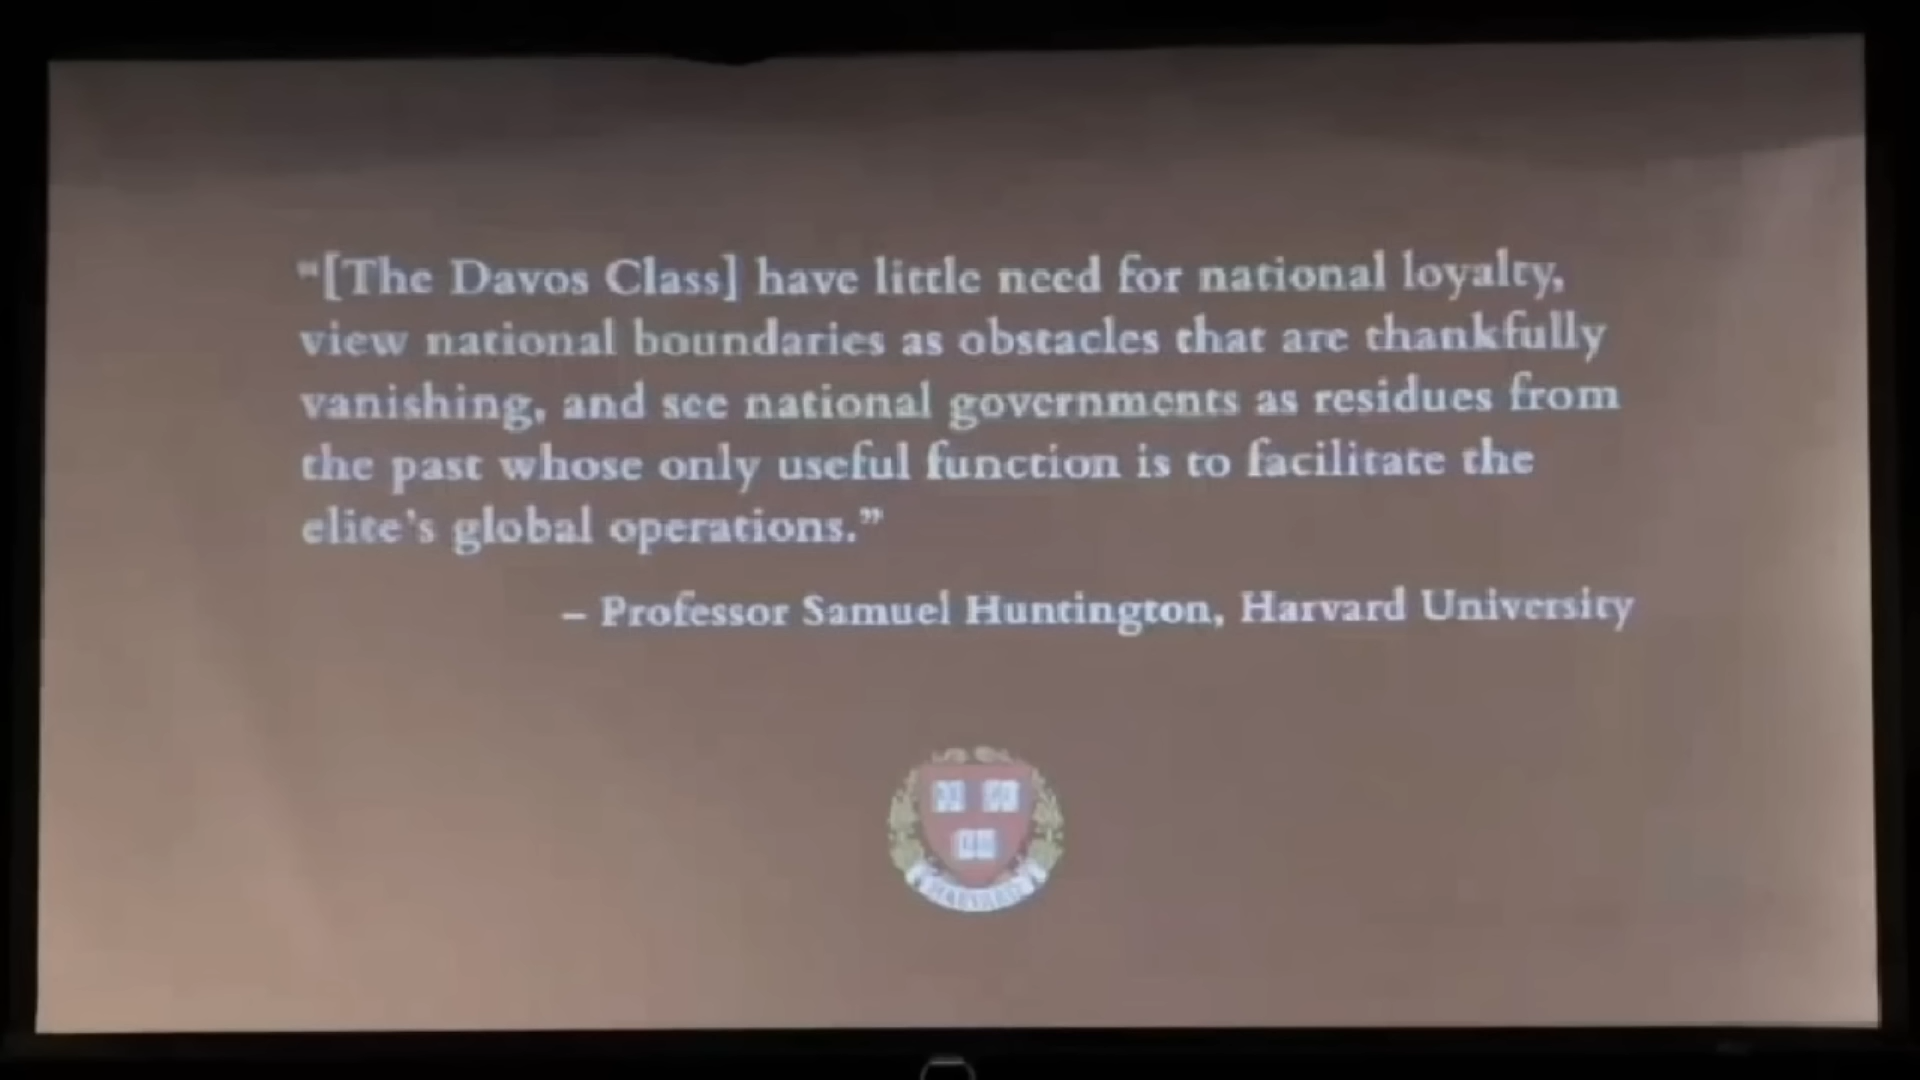 “[The Davos Class] have little need for national loyalty,
view national boundaries as obstacles that are thankfully
vanishing, and see national governments as residues from
the past whose only useful function is to facilitate the
elite’s global operations.”
– Professor Samuel Huntington, Harvard University
HARVARD